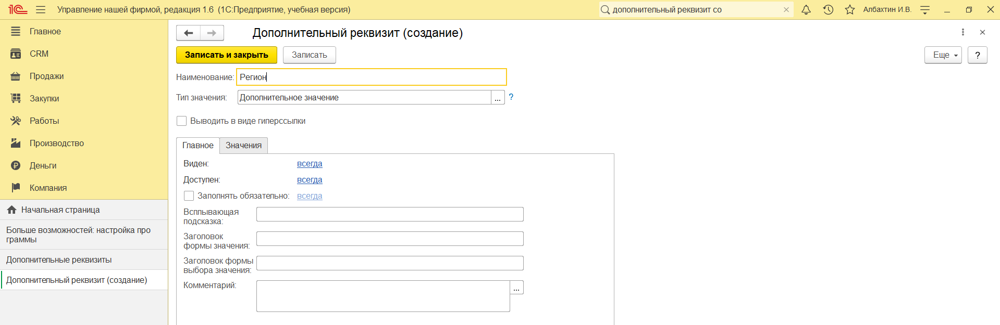 1С Управление нашей фирмой, редакция 1.6 (1С:Предприятие, учебная версия) дополнительный реквизит со Албахтин И.В.
Главное
CRM
Продажи
Закупки
Работы
Производство
Деньги
Компания
Начальная страница
Больше возможностей: настройка про
граммы
Дополнительные реквизиты
Дополнительный реквизит (создание)
Дополнительный реквизит (создание)
Записать и закрыть Записать Еще ?
Наименование: Регион
Тип значения: Дополнительное значение ... ?
Выводить в виде гиперссылки
Главное Значения
Виден: всегда
Доступен: всегда
Заполнять обязательно: всегда
Всплывающая
подсказка:
Заголовок
формы значения:
Заголовок формы
выбора значения:
Комментарий: ...